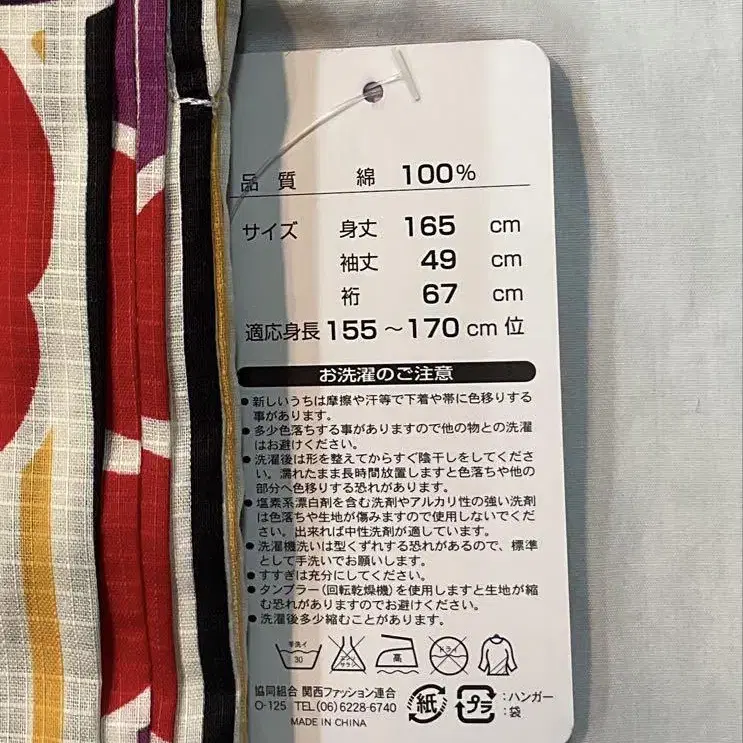 品質 綿 100%
サイズ 身丈 165 cm
袖丈 49 cm
裄 67 cm
適応身長 155～170 cm 位
お洗濯のご注意
●新しいうちは摩擦や汗等で下着や帯に色移りする
事があります。
●多少色落ちする事がありますので他の物との洗濯
はお避けください。
●洗濯後は形を整えてからすぐ陰干しをしてくださ
い。濡れたまま長時間放置しますと色落ちや他の
部分へ色移りする恐れがあります。
●塩素系漂白剤を含む洗剤やアルカリ性の強い洗剤
は色落ちや生地が傷みますので使用しないでくだ
さい。出来れば中性洗剤が適しています。
●洗濯機洗いは型くずれする恐れがあるので、標準
として手洗いでお願いします。
●すすぎは充分にしてください。
●タンブラー(回転乾燥機)を使用しますと生地が縮
む恐れがありますのでお避けください。
●洗濯後多少縮むことがあります。
手洗イ 30 エンソサラシ 高 ドライ
協同組合 関西ファッション連合
O-125 TEL(06)6228-6740
MADE IN CHINA
紙 プラ :ハンガー
:袋